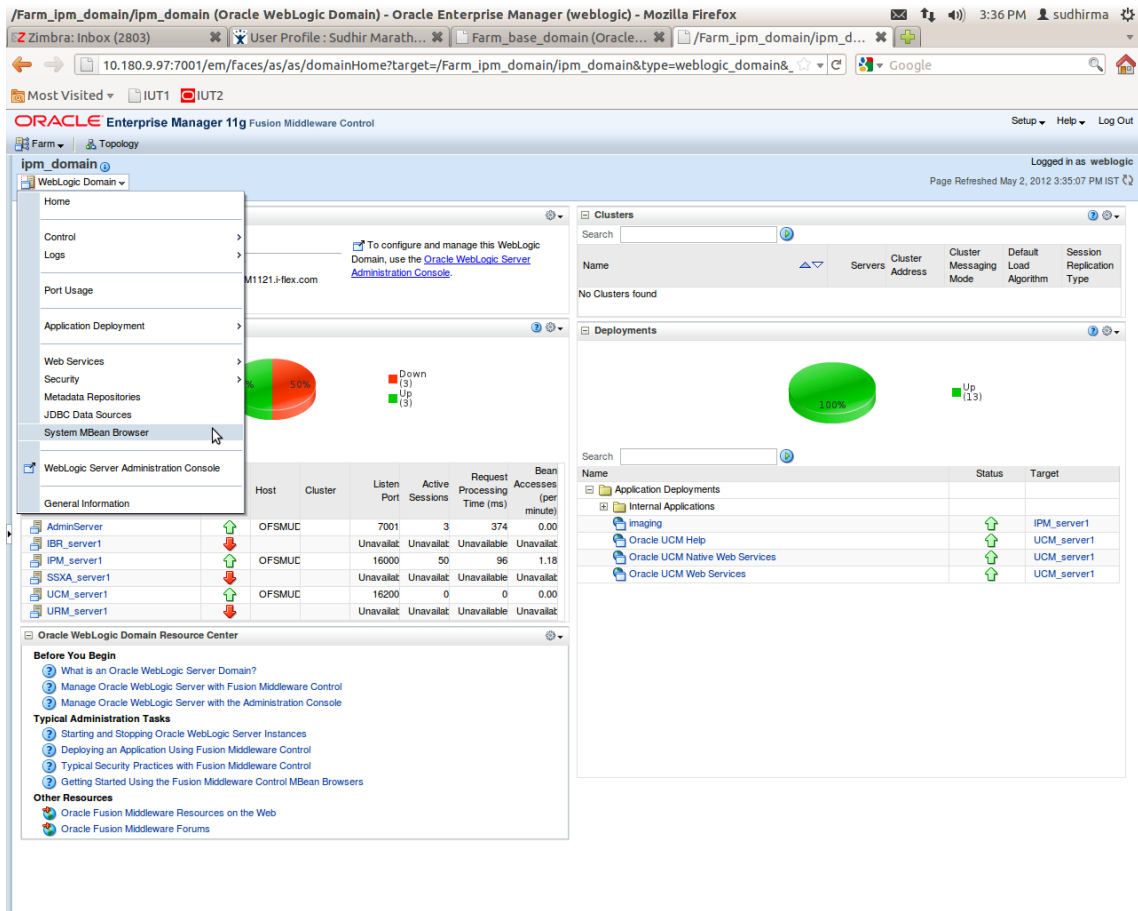 /Farm_ipm_domain/ipm_domain (Oracle WebLogic Domain) - Oracle Enterprise Manager (weblogic) - Mozilla Firefox
3:36 PM sudhirma
Zimbra: Inbox (2803)
User Profile : Sudhir Marath...
Farm_base_domain (Oracle...
/Farm_ipm_domain/ipm_d...
10.180.9.97:7001/em/faces/as/as/domainHome?target=/Farm_ipm_domain/ipm_domain&type=weblogic_domain&_
Google
Most Visited
IUT1
IUT2
ORACLE Enterprise Manager 11g Fusion Middleware Control
Setup Help Log Out
Farm Topology
ipm_domain
Logged in as weblogic
WebLogic Domain
Page Refreshed May 2, 2012 3:35:07 PM IST
Home
Control
Logs
Port Usage
Application Deployment
Web Services
Security
Metadata Repositories
JDBC Data Sources
System MBean Browser
WebLogic Server Administration Console
General Information
To configure and manage this WebLogic
Domain, use the Oracle WebLogic Server
Administration Console.
M1121.i-flex.com
50%
Down
(3)
Up
(3)
Host Cluster Listen Port Active Sessions Request Processing Time (ms) Bean Accesses (per minute)
AdminServer OFSMUD 7001 3 374 0.00
IBR_server1 Unavailab Unavailab Unavailable Unavailab
IPM_server1 OFSMUD 16000 50 96 1.18
SSXA_server1 Unavailab Unavailab Unavailable Unavailab
UCM_server1 OFSMUD 16200 0 0 0.00
URM_server1 Unavailab Unavailab Unavailable Unavailab
Oracle WebLogic Domain Resource Center
Before You Begin
What is an Oracle WebLogic Server Domain?
Manage Oracle WebLogic Server with Fusion Middleware Control
Manage Oracle WebLogic Server with the Administration Console
Typical Administration Tasks
Starting and Stopping Oracle WebLogic Server Instances
Deploying an Application Using Fusion Middleware Control
Typical Security Practices with Fusion Middleware Control
Getting Started Using the Fusion Middleware Control MBean Browsers
Other Resources
Oracle Fusion Middleware Resources on the Web
Oracle Fusion Middleware Forums
Clusters
Search
Name Servers Cluster Address Cluster Messaging Mode Default Load Algorithm Session Replication Type
No Clusters found
Deployments
100%
Up
(13)
Search
Name Status Target
Application Deployments
Internal Applications
imaging IPM_server1
Oracle UCM Help UCM_server1
Oracle UCM Native Web Services UCM_server1
Oracle UCM Web Services UCM_server1